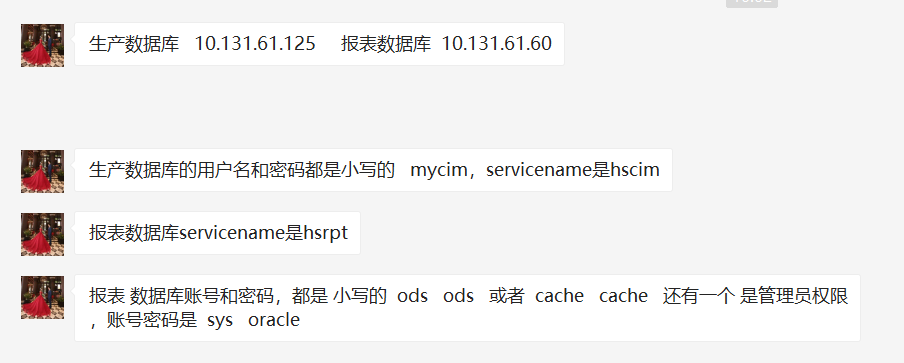 生产数据库 10.131.61.125 报表数据库 10.131.61.60
生产数据库的用户名和密码都是小写的 mycim，servicename是hscim
报表数据库servicename是hsrpt
报表 数据库账号和密码，都是 小写的 ods ods 或者 cache cache 还有一个 是管理员权限
，账号密码是 sys oracle